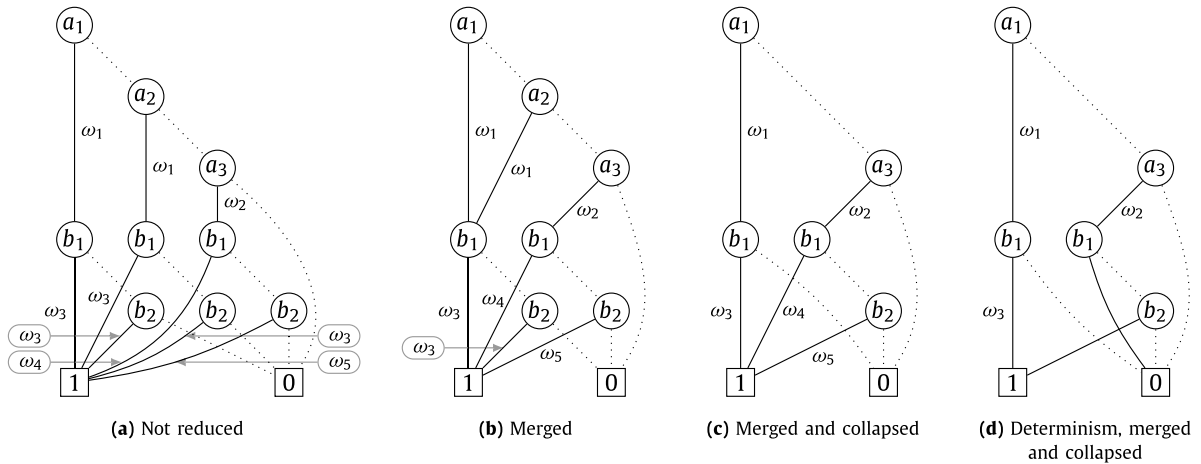 a1 a1 a1 a1
a2 a2
ω1 ω1 ω1 ω1
ω1 ω1
a3 a3 a3 a3
ω2 ω2 ω2 ω2
b1 b1 b1 b1 b1 b1 b1 b1 b1
ω3 ω3 ω3 ω4 ω3 ω4 ω3
b2 b2 b2 b2 b2 b2 b2
ω3 ω3 ω3
ω4 ω5 ω5 ω5
1 0 1 0 1 0 1 0
(a) Not reduced (b) Merged (c) Merged and collapsed (d) Determinism, merged
and collapsed